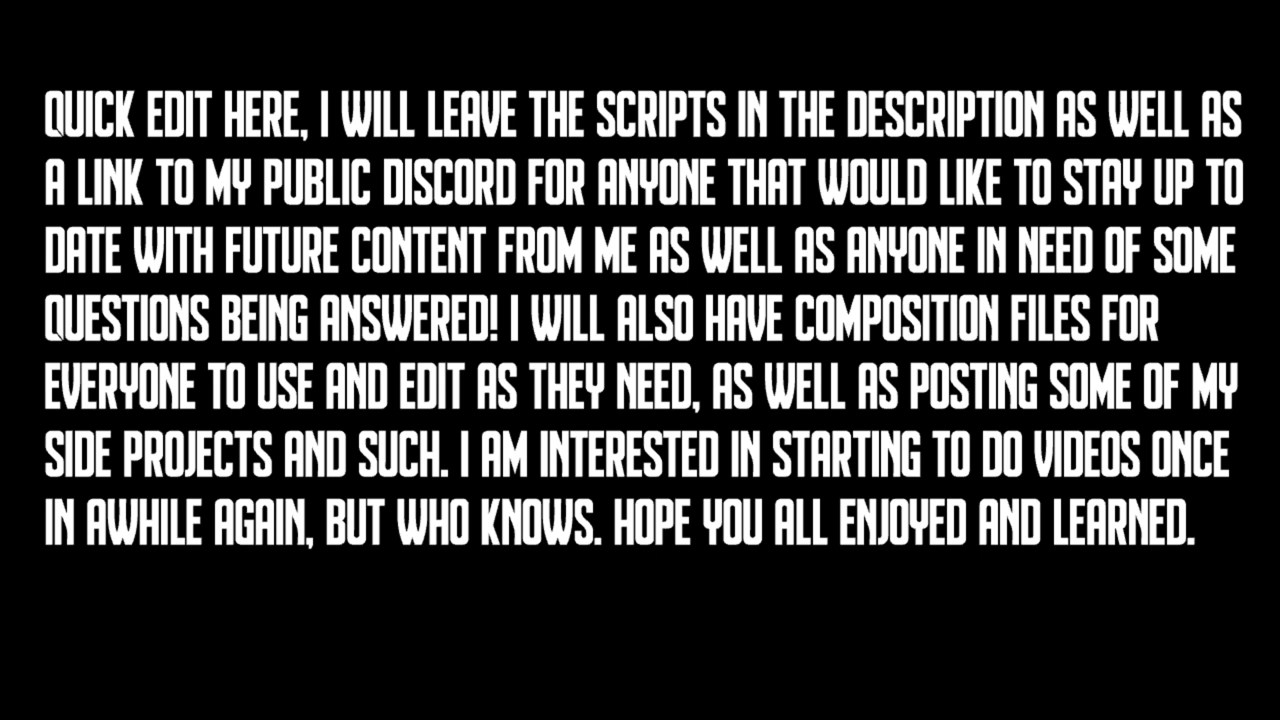 QUICK EDIT HERE, I WILL LEAVE THE SCRIPTS IN THE DESCRIPTION AS WELL AS
A LINK TO MY PUBLIC DISCORD FOR ANYONE THAT WOULD LIKE TO STAY UP TO
DATE WITH FUTURE CONTENT FROM ME AS WELL AS ANYONE IN NEED OF SOME
QUESTIONS BEING ANSWERED! I WILL ALSO HAVE COMPOSITION FILES FOR
EVERYONE TO USE AND EDIT AS THEY NEED, AS WELL AS POSTING SOME OF MY
SIDE PROJECTS AND SUCH. I AM INTERESTED IN STARTING TO DO VIDEOS ONCE
IN AWHILE AGAIN, BUT WHO KNOWS. HOPE YOU ALL ENJOYED AND LEARNED.